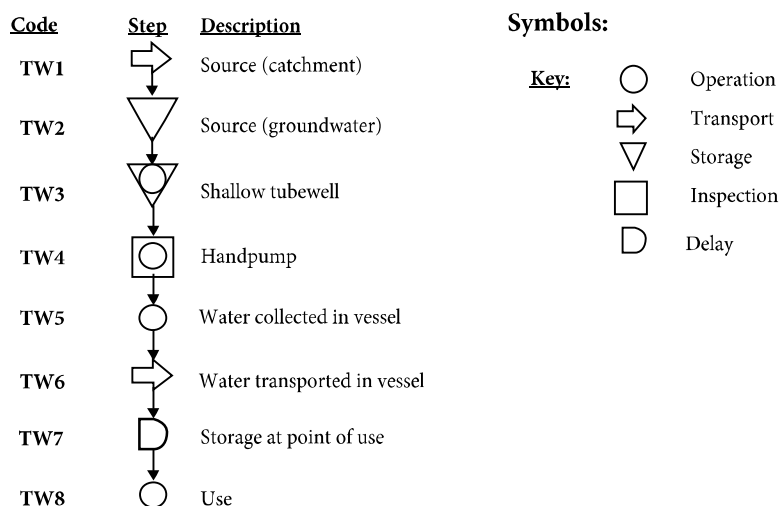 Code Step Description
TW1 Source (catchment)
TW2 Source (groundwater)
TW3 Shallow tubewell
TW4 Handpump
TW5 Water collected in vessel
TW6 Water transported in vessel
TW7 Storage at point of use
TW8 Use
Symbols:
Key: Operation
Transport
Storage
Inspection
Delay